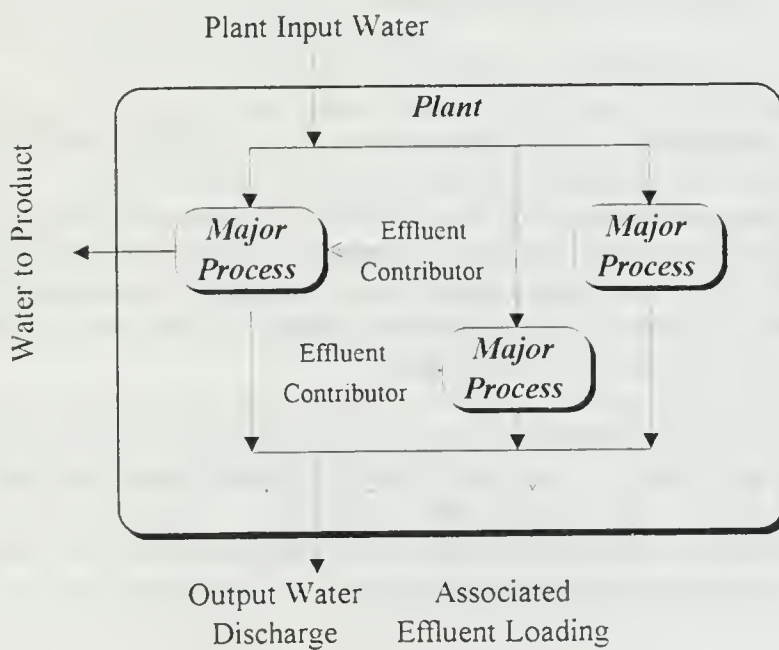 Plant Input Water
Plant
Water to Product
Major
Process
Effluent
Contributor
Major
Process
Effluent
Contributor
Major
Process
Output Water
Discharge
Associated
Effluent Loading